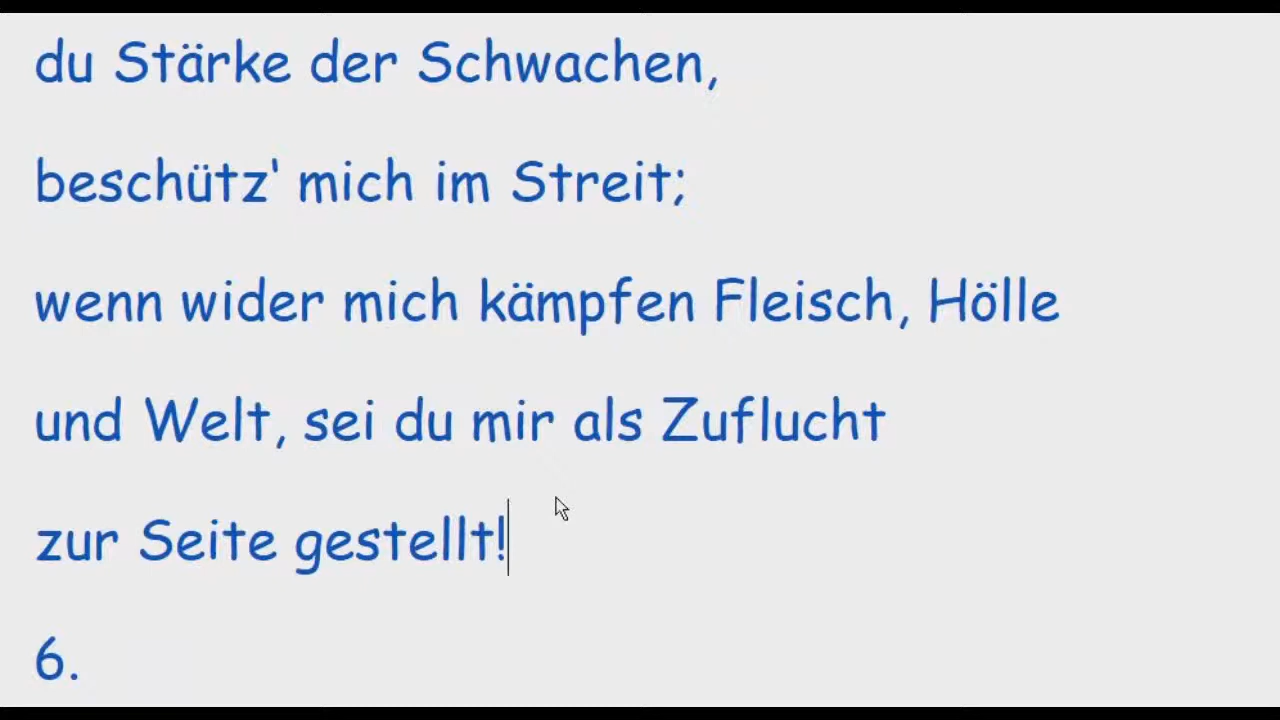 du Stärke der Schwachen,
beschütz' mich im Streit;
wenn wider mich kämpfen Fleisch, Hölle
und Welt, sei du mir als Zuflucht
zur Seite gestellt!
6.